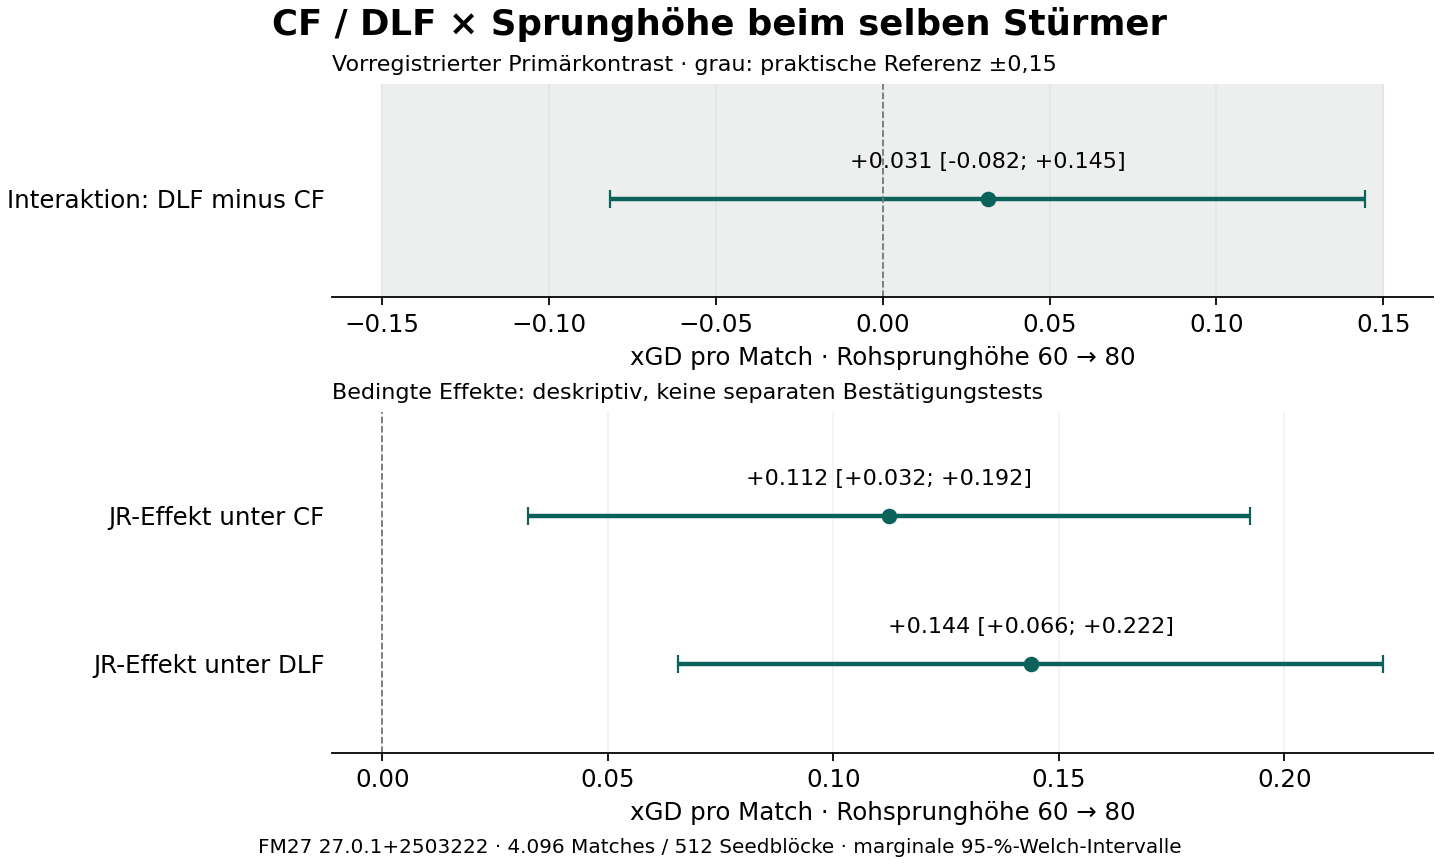 CF / DLF × Sprunghöhe beim selben Stürmer
Vorregistrierter Primärkontrast · grau: praktische Referenz ±0,15
+0.031 [-0.082; +0.145]
Interaktion: DLF minus CF
−0.15 −0.10 −0.05 0.00 0.05 0.10 0.15
xGD pro Match · Rohsprunghöhe 60 → 80
Bedingte Effekte: deskriptiv, keine separaten Bestätigungstests
+0.112 [+0.032; +0.192]
JR-Effekt unter CF
+0.144 [+0.066; +0.222]
JR-Effekt unter DLF
0.00 0.05 0.10 0.15 0.20
xGD pro Match · Rohsprunghöhe 60 → 80
FM27 27.0.1+2503222 · 4.096 Matches / 512 Seedblöcke · marginale 95-%-Welch-Intervalle